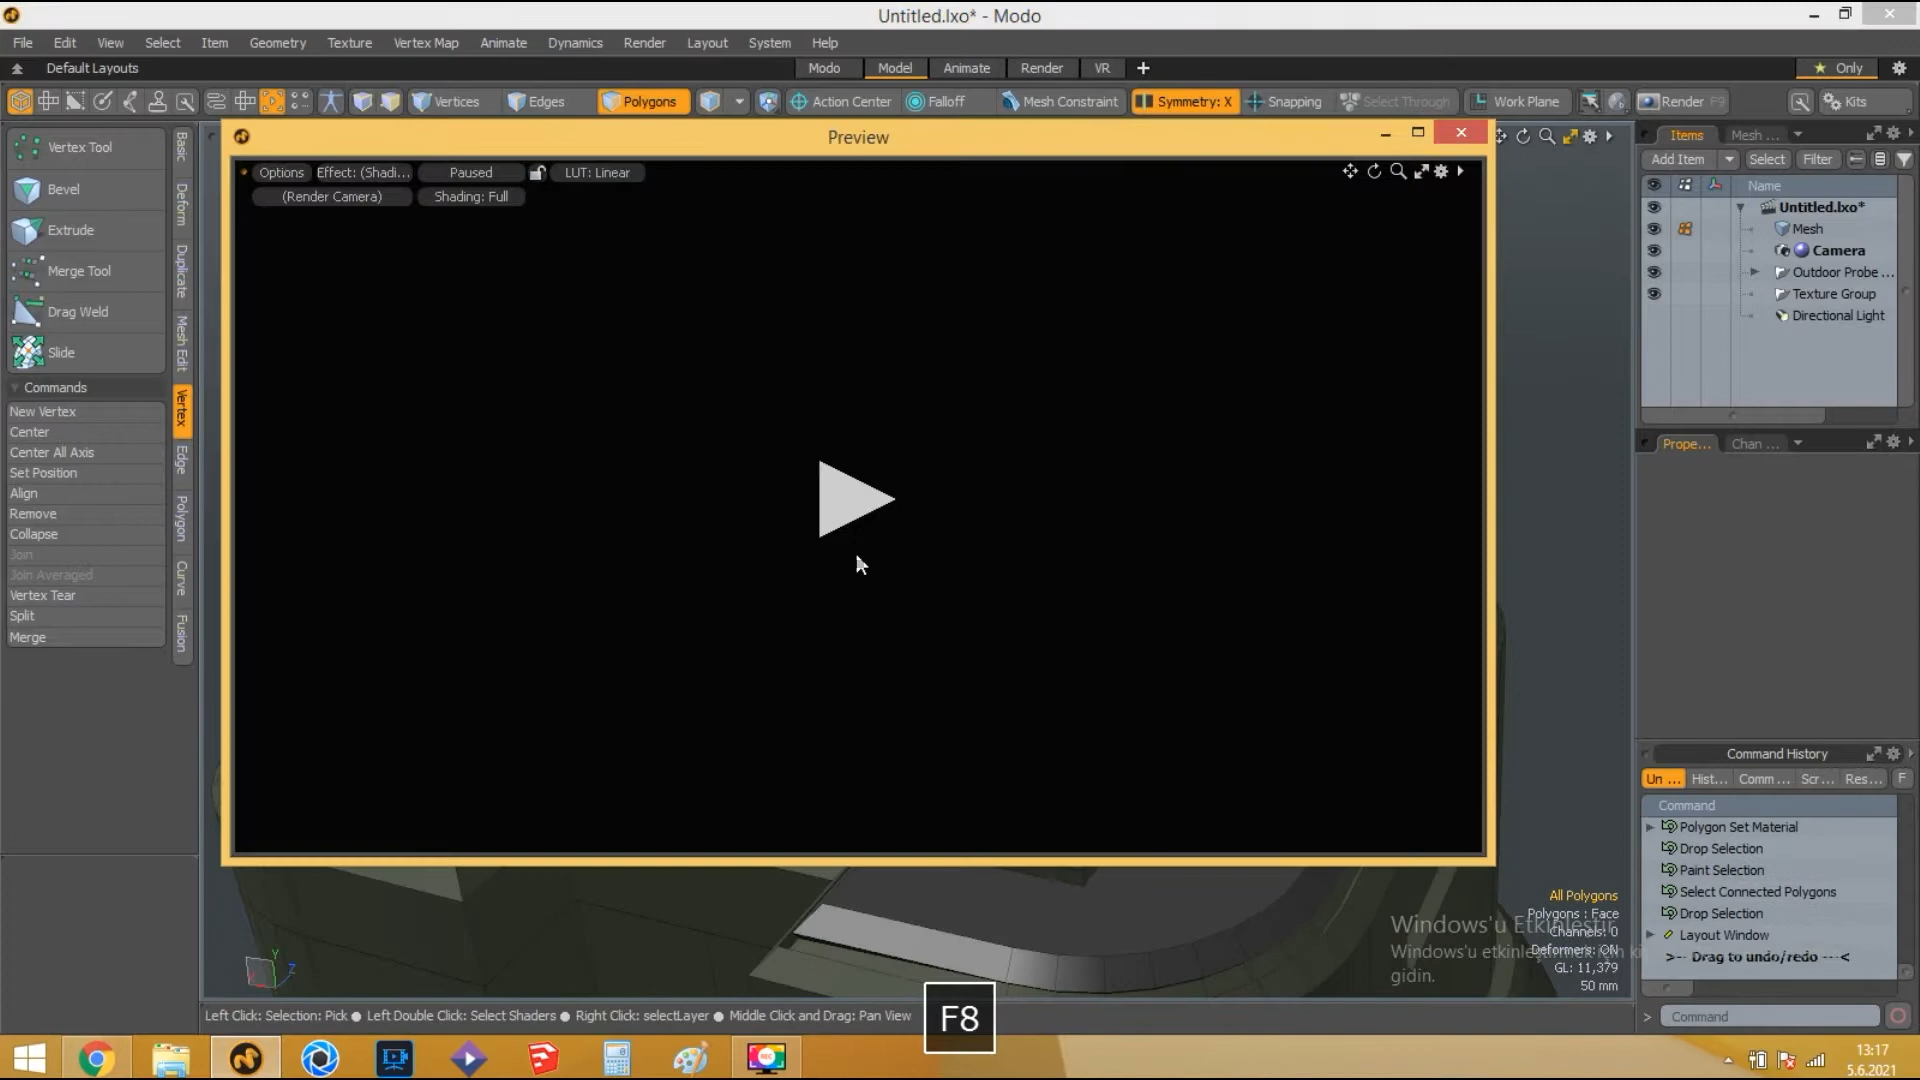 Untitled.lxo* - Modo
File Edit View Select Item Geometry Texture Vertex Map Animate Dynamics Render Layout System Help
Default Layouts
Modo Model Animate Render VR
Only
Vertices Edges Polygons Action Center Falloff Mesh Constraint Symmetry: X Snapping Select Through Work Plane Render F9 Kits
Vertex Tool
Bevel
Extrude
Merge Tool
Drag Weld
Slide
Commands
New Vertex
Center
Center All Axis
Set Position
Align
Remove
Collapse
Join
Join Averaged
Vertex Tear
Split
Merge
Basic
Deform
Duplicate
Mesh Edit
Vertex
Edge
Polygon
Curve
Fusion
Preview
Options Effect: (Shadi... Paused LUT: Linear
(Render Camera) Shading: Full
Items Mesh ...
Add Item Select Filter
Name
Untitled.lxo*
Mesh
Camera
Outdoor Probe ...
Texture Group
Directional Light
Prope... Chan ...
Command History
Un ... Hist... Comm ... Scr ... Res... F
Command
Polygon Set Material
Drop Selection
Paint Selection
Select Connected Polygons
Drop Selection
Layout Window
>-- Drag to undo/redo ---<
> Command
All Polygons
Polygons : Face
Channels: 0
Deformers: ON
GL: 11,379
50 mm
Windows'u Etkinleştir
Windows'u etkinleştirmek için
gidin.
Y
Z
Left Click: Selection: Pick ● Left Double Click: Select Shaders ● Right Click: selectLayer ● Middle Click and Drag: Pan View
F8
REC
13:17
5.6.2021